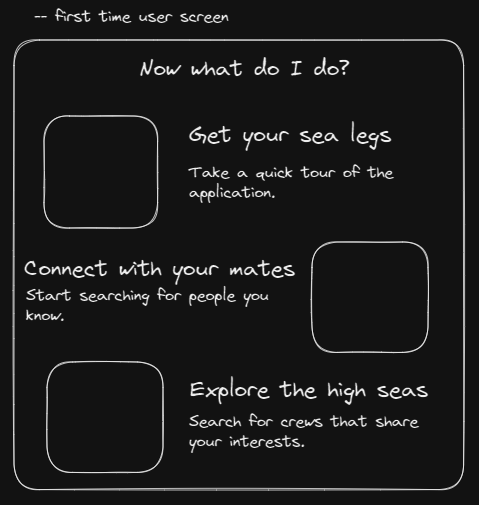 -- first time user screen
Now what do I do?
Get your sea legs
Take a quick tour of the
application.
Connect with your mates
Start searching for people you
know.
Explore the high seas
Search for crews that share
your interests.